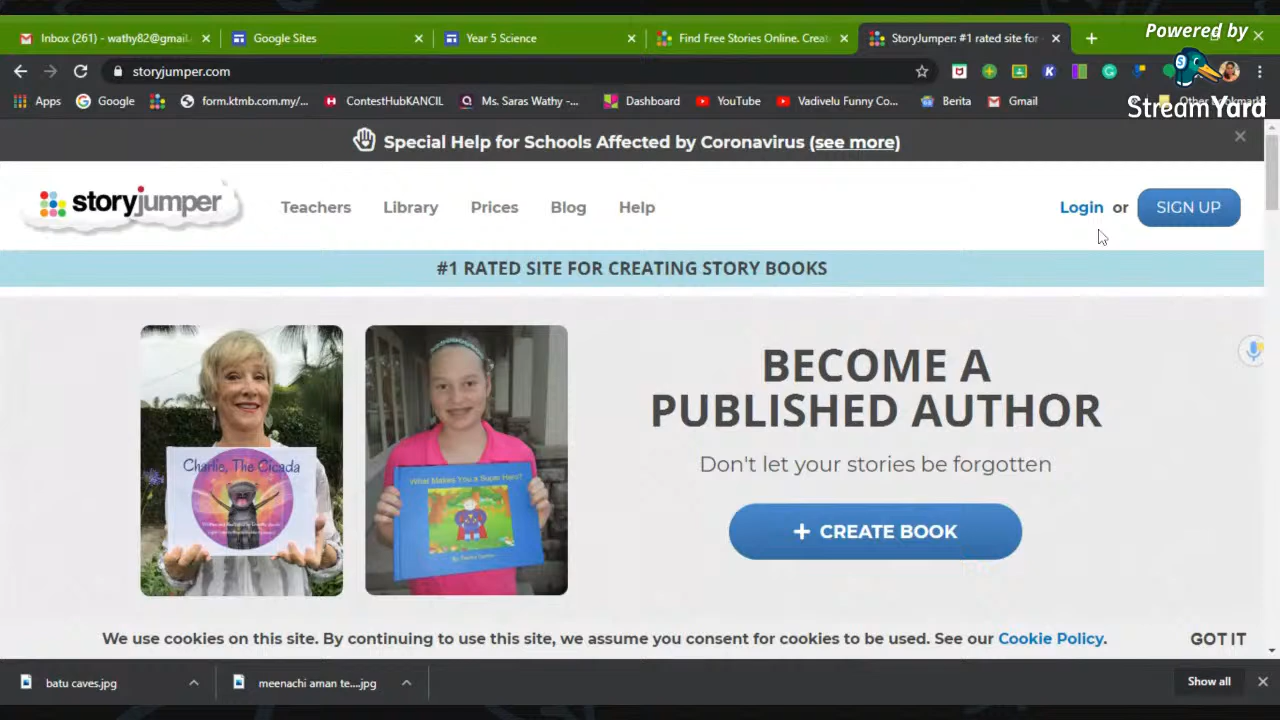 Inbox (261) - wathy82@gmail.
Google Sites
Year 5 Science
Find Free Stories Online. Creat
StoryJumper: #1 rated site for
Powered by
StreamYard
storyjumper.com
Apps
Google
form.ktmb.com.my/...
ContestHubKANCIL
Ms. Saras Wathy -...
Dashboard
YouTube
Vadivelu Funny Co...
Berita
Gmail
Other bookmarks
Special Help for Schools Affected by Coronavirus (see more)
storyjumper
Teachers
Library
Prices
Blog
Help
Login or SIGN UP
#1 RATED SITE FOR CREATING STORY BOOKS
BECOME A
PUBLISHED AUTHOR
Don't let your stories be forgotten
+ CREATE BOOK
Charlie, The Cicada
What Makes You a Super Hero?
We use cookies on this site. By continuing to use this site, we assume you consent for cookies to be used. See our Cookie Policy.
GOT IT
batu caves.jpg
meenachi aman te....jpg
Show all